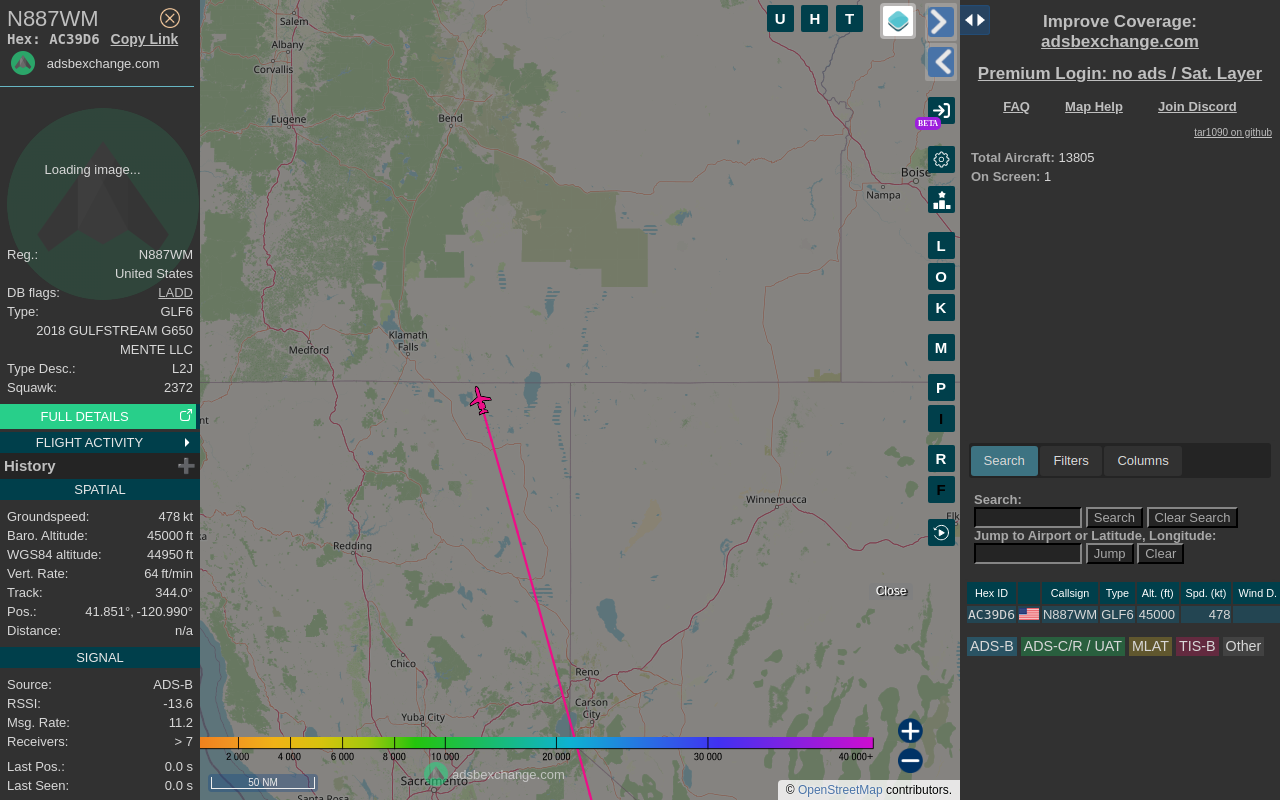 N887WM
Hex: AC39D6 Copy Link
adsbexchange.com
Loading image...
Reg.: N887WM
United States
DB flags: LADD
Type: GLF6
2018 GULFSTREAM G650
MENTE LLC
Type Desc.: L2J
Squawk: 2372
FULL DETAILS
FLIGHT ACTIVITY
History
SPATIAL
Groundspeed: 478 kt
Baro. Altitude: 45000 ft
WGS84 altitude: 44950 ft
Vert. Rate: 64 ft/min
Track: 344.0°
Pos.: 41.851°, -120.990°
Distance: n/a
SIGNAL
Source: ADS-B
RSSI: -13.6
Msg. Rate: 11.2
Receivers: > 7
Last Pos.: 0.0 s
Last Seen: 0.0 s
Salem
Albany
Corvallis
Eugene
Bend
Boise
Nampa
Klamath
Falls
Medford
Winnemucca
Elk
Redding
Chico
Reno
Carson
City
Yuba City
Sacramento
Santa Rosa
U H T
BETA
L
O
K
M
P
I
R
F
Close
2 000 4 000 6 000 8 000 10 000 20 000 30 000 40 000+
adsbexchange.com
50 NM
© OpenStreetMap contributors.
Improve Coverage:
adsbexchange.com
Premium Login: no ads / Sat. Layer
FAQ Map Help Join Discord
tar1090 on github
Total Aircraft: 13805
On Screen: 1
Search Filters Columns
Search:
Search Clear Search
Jump to Airport or Latitude, Longitude:
Jump Clear
Hex ID Callsign Type Alt. (ft) Spd. (kt) Wind D.
AC39D6 N887WM GLF6 45000 478
ADS-B ADS-C/R / UAT MLAT TIS-B Other